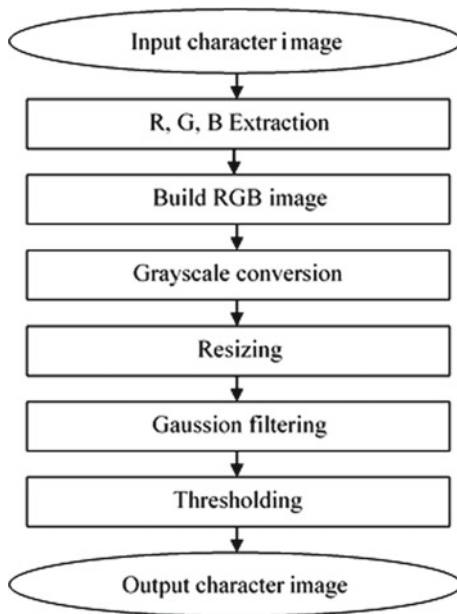 Input character image
R, G, B Extraction
Build RGB image
Grayscale conversion
Resizing
Gaussion filtering
Thresholding
Output character image